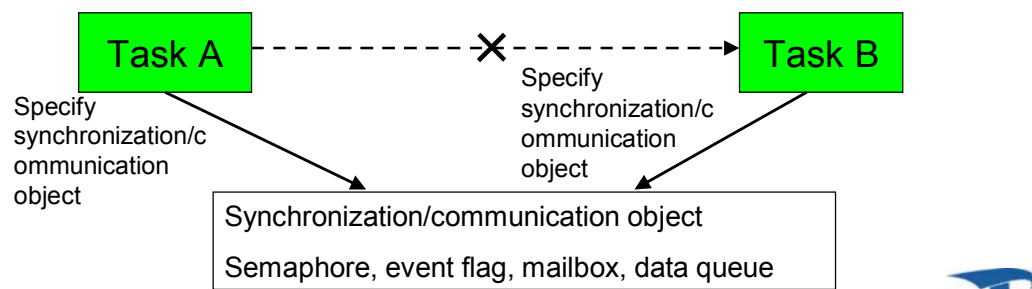 Task A
Task B
Specify
synchronization/c
ommunication
object
Specify
synchronization/c
ommunication
object
Synchronization/communication object
Semaphore, event flag, mailbox, data queue